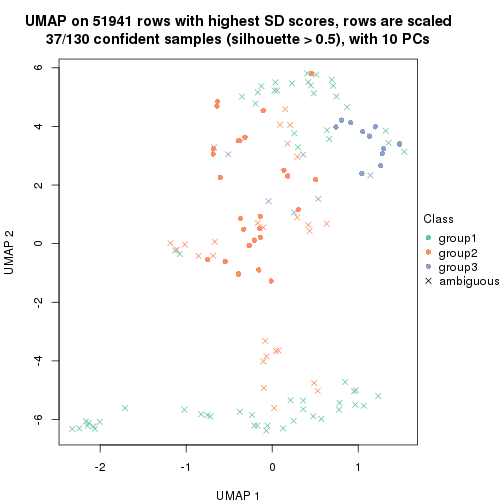 UMAP on 51941 rows with highest SD scores, rows are scaled
37/130 confident samples (silhouette > 0.5), with 10 PCs
6
4
2
0
-2
-4
-6
UMAP 2
-2
-1
0
1
UMAP 1
Class
group1
group2
group3
ambiguous